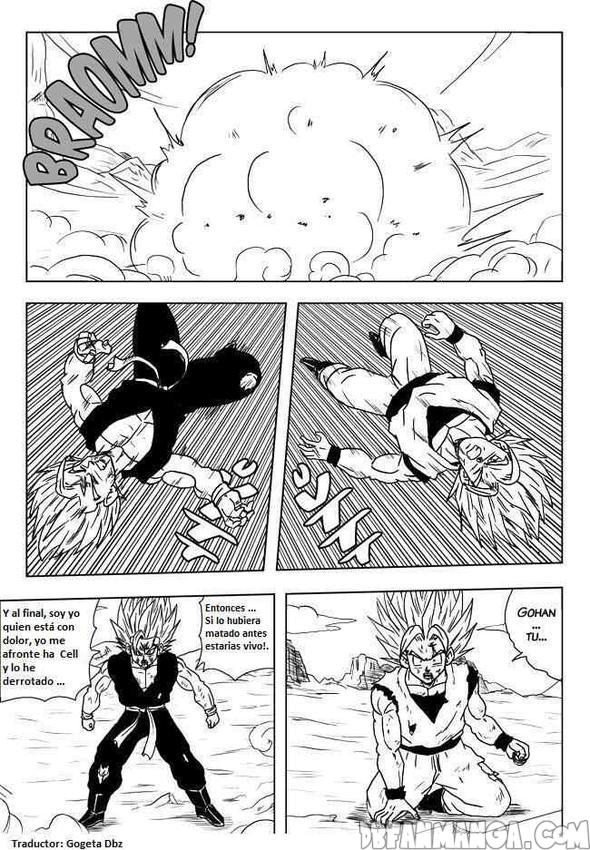 BRAOMM!
Y al final, soy yo
quien está con
dolor, yo me
afronte ha Cell
y lo he
derrotado ...
Entonces ...
Si lo hubiera
matado antes
estarias vivo!.
GOHAN
...
TU...
Traductor: Gogeta Dbz
DBFANMANGA.COM